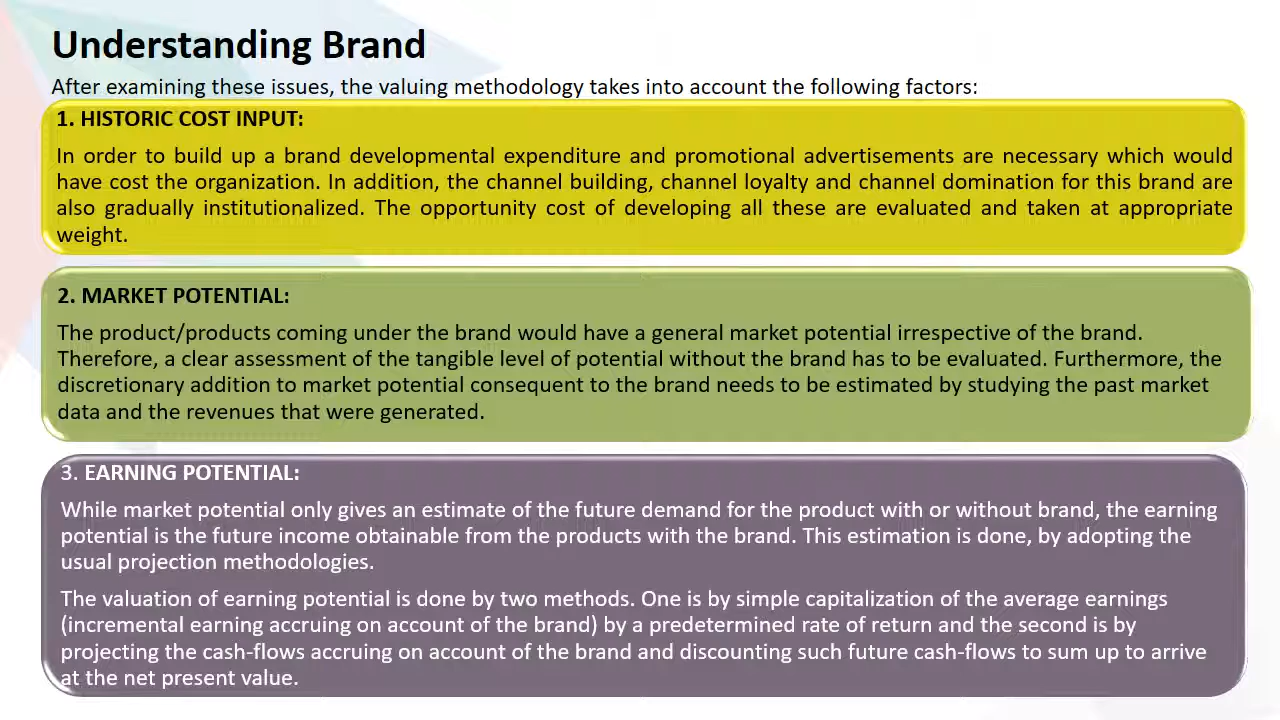 Understanding Brand
After examining these issues, the valuing methodology takes into account the following factors:
1. HISTORIC COST INPUT:
In order to build up a brand developmental expenditure and promotional advertisements are necessary which would
have cost the organization. In addition, the channel building, channel loyalty and channel domination for this brand are
also gradually institutionalized. The opportunity cost of developing all these are evaluated and taken at appropriate
weight.
2. MARKET POTENTIAL:
The product/products coming under the brand would have a general market potential irrespective of the brand.
Therefore, a clear assessment of the tangible level of potential without the brand has to be evaluated. Furthermore, the
discretionary addition to market potential consequent to the brand needs to be estimated by studying the past market
data and the revenues that were generated.
3. EARNING POTENTIAL:
While market potential only gives an estimate of the future demand for the product with or without brand, the earning
potential is the future income obtainable from the products with the brand. This estimation is done, by adopting the
usual projection methodologies.
The valuation of earning potential is done by two methods. One is by simple capitalization of the average earnings
(incremental earning accruing on account of the brand) by a predetermined rate of return and the second is by
projecting the cash-flows accruing on account of the brand and discounting such future cash-flows to sum up to arrive
at the net present value.